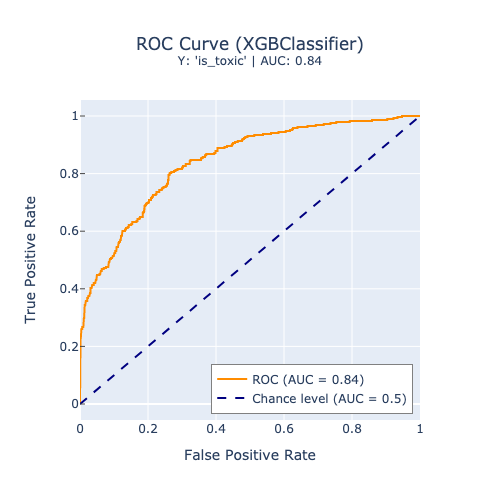 ROC Curve (XGBClassifier)
Y: 'is_toxic' | AUC: 0.84
True Positive Rate
1
0.8
0.6
0.4
0.2
0
ROC (AUC = 0.84)
Chance level (AUC = 0.5)
0 0.2 0.4 0.6 0.8 1
False Positive Rate